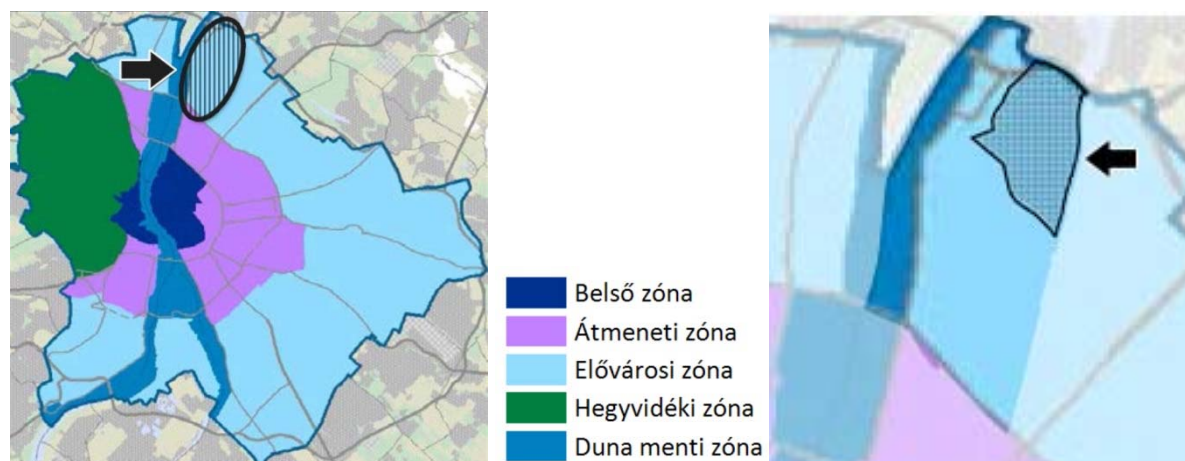 Belső zóna
Átmeneti zóna
Elővárosi zóna
Hegyvidéki zóna
Duna menti zóna